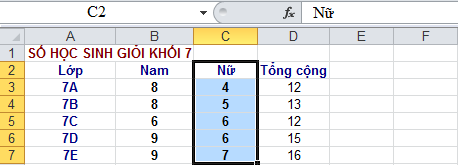 C2 fx Nữ
A B C D E F
1 SỐ HỌC SINH GIỎI KHỐI 7
2 Lớp Nam Nữ Tổng cộng
3 7A 8 4 12
4 7B 8 5 13
5 7C 6 6 12
6 7D 9 6 15
7 7E 9 7 16